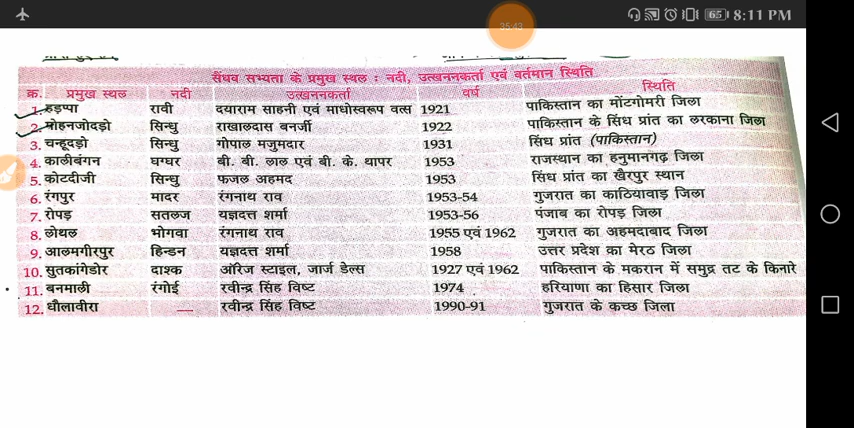 35:43
65 8:11 PM
सैंधव सभ्यता के प्रमुख स्थल : नदी, उत्खननकर्ता एवं वर्तमान स्थिति
क्र. प्रमुख स्थल नदी उत्खननकर्ता वर्ष स्थिति
1. हड़प्पा रावी दयाराम साहनी एवं माधोस्वरूप वत्स 1921 पाकिस्तान का मोंटगोमरी जिला
2. मोहनजोदड़ो सिन्धु राखालदास बनर्जी 1922 पाकिस्तान के सिंध प्रांत का लरकाना जिला
3. चन्हूदड़ो सिन्धु गोपाल मजुमदार 1931 सिंध प्रांत (पाकिस्तान)
4. कालीबंगन घग्घर बी. बी. लाल एवं बी. के. थापर 1953 राजस्थान का हनुमानगढ़ जिला
5. कोटदीजी सिन्धु फजल अहमद 1953 सिंध प्रांत का खैरपुर स्थान
6. रंगपुर मादर रंगनाथ राव 1953-54 गुजरात का काठियावाड़ जिला
7. रोपड़ सतलज यज्ञदत्त शर्मा 1953-56 पंजाब का रोपड़ जिला
8. लोथल भोगवा रंगनाथ राव 1955 एवं 1962 गुजरात का अहमदाबाद जिला
9. आलमगीरपुर हिन्डन यज्ञदत्त शर्मा 1958 उत्तर प्रदेश का मेरठ जिला
10. सुतकांगेडोर दाश्क ऑरेज स्टाइल, जार्ज डेल्स 1927 एवं 1962 पाकिस्तान के मकरान में समुद्र तट के किनारे
11. बनमाली रंगोई रवीन्द्र सिंह विष्ट 1974 हरियाणा का हिसार जिला
12. धौलावीरा — रवीन्द्र सिंह विष्ट 1990-91 गुजरात के कच्छ जिला